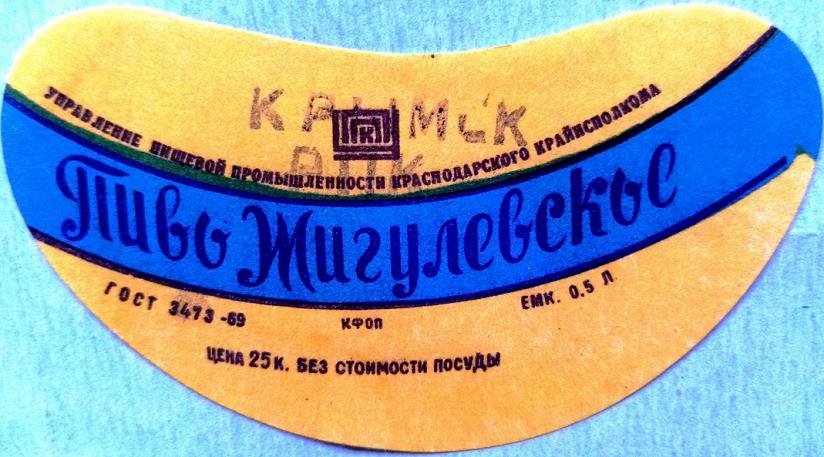 КРЫМСК
УПРАВЛЕНИЕ ПИЩЕВОЙ ПРОМЫШЛЕННОСТИ КРАСНОДАРСКОГО КРАЙИСПОЛКОМА
Пиво Жигулевское
ГОСТ 3473-69
КФОП
ЕМК. 0.5 Л
ЦЕНА 25 К. БЕЗ СТОИМОСТИ ПОСУДЫ